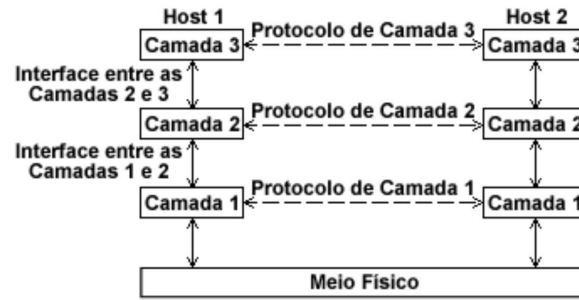 Host 1
Host 2
Protocolo de Camada 3
Camada 3
Camada 3
Interface entre as
Camadas 2 e 3
Protocolo de Camada 2
Camada 2
Camada 2
Interface entre as
Camadas 1 e 2
Protocolo de Camada 1
Camada 1
Camada 1
Meio Físico